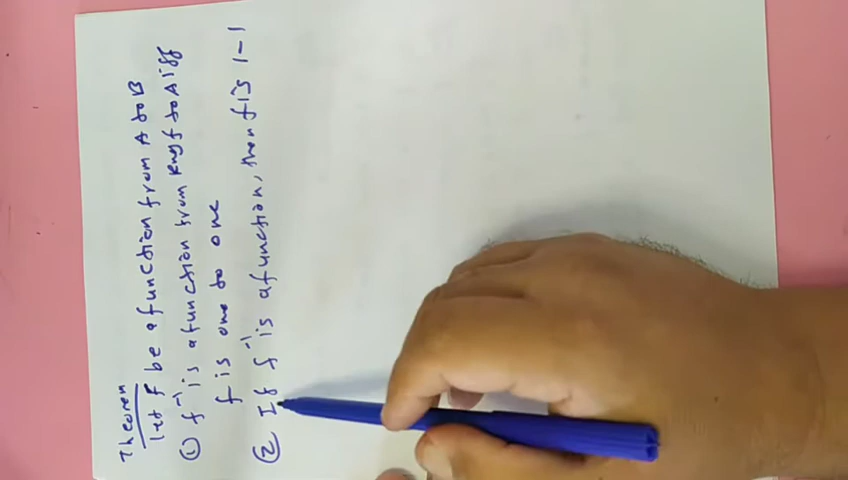 Theorem
let F be a function from A to B
① f⁻¹ is a function from Rngf to A iff
f is one to one
② If f⁻¹ is a function, then f is 1-1